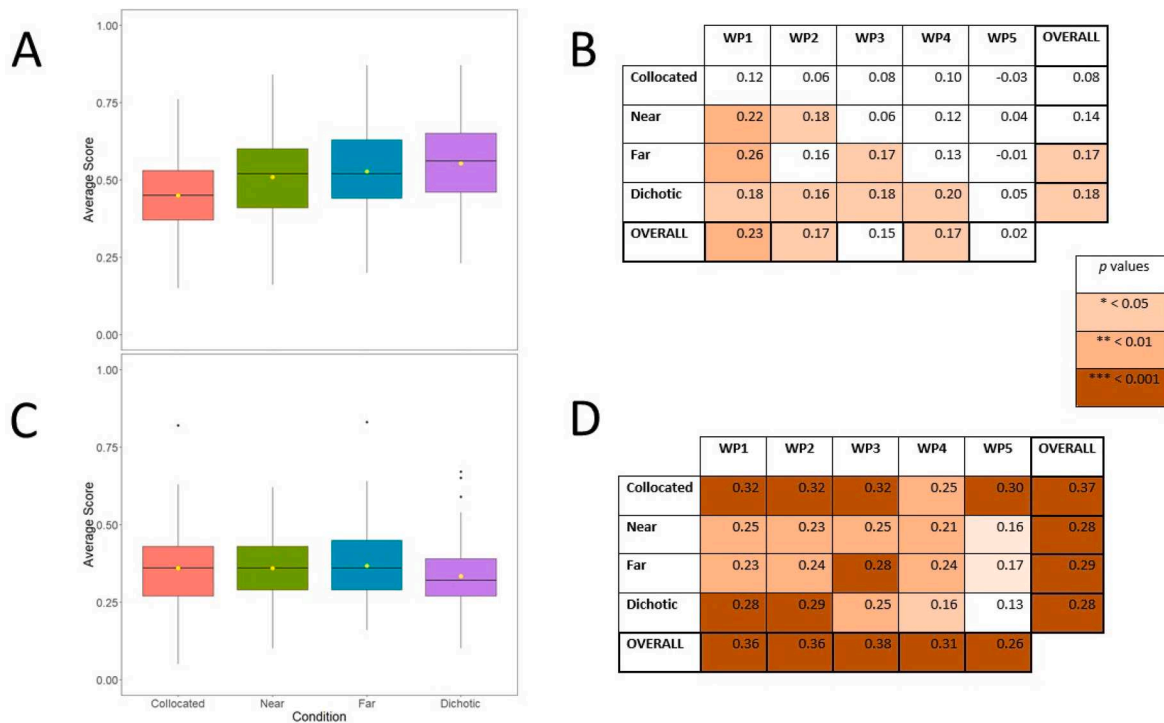 A
Average Score
1.00
0.75
0.50
0.25
0.00
B
WP1 WP2 WP3 WP4 WP5 OVERALL
Collocated 0.12 0.06 0.08 0.10 -0.03 0.08
Near 0.22 0.18 0.06 0.12 0.04 0.14
Far 0.26 0.16 0.17 0.13 -0.01 0.17
Dichotic 0.18 0.16 0.18 0.20 0.05 0.18
OVERALL 0.23 0.17 0.15 0.17 0.02
p values
* < 0.05
** < 0.01
*** < 0.001
C
Average Score
1.00
0.75
0.50
0.25
0.00
Collocated Near Far Dichotic
Condition
D
WP1 WP2 WP3 WP4 WP5 OVERALL
Collocated 0.32 0.32 0.32 0.25 0.30 0.37
Near 0.25 0.23 0.25 0.21 0.16 0.28
Far 0.23 0.24 0.28 0.24 0.17 0.29
Dichotic 0.28 0.29 0.25 0.16 0.13 0.28
OVERALL 0.36 0.36 0.38 0.31 0.26